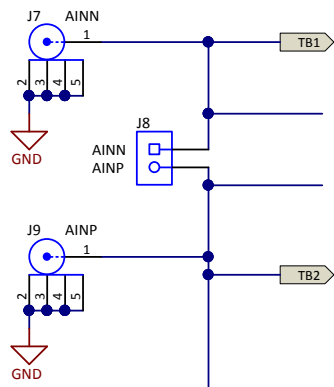 J7 AINN
1
TB1
2 3 4 5
GND
J8
AINN
AINP
J9 AINP
1
TB2
2 3 4 5
GND